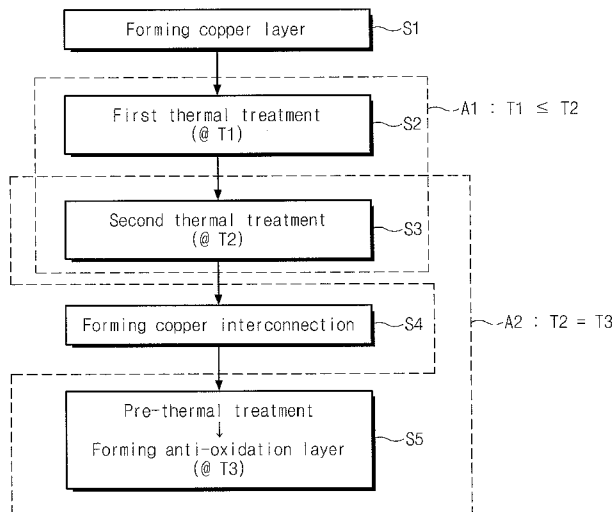 Forming copper layer
S1
First thermal treatment
(@ T1)
S2
A1 : T1 ≤ T2
Second thermal treatment
(@ T2)
S3
Forming copper interconnection
S4
A2 : T2 = T3
Pre-thermal treatment
↓
Forming anti-oxidation layer
(@ T3)
S5